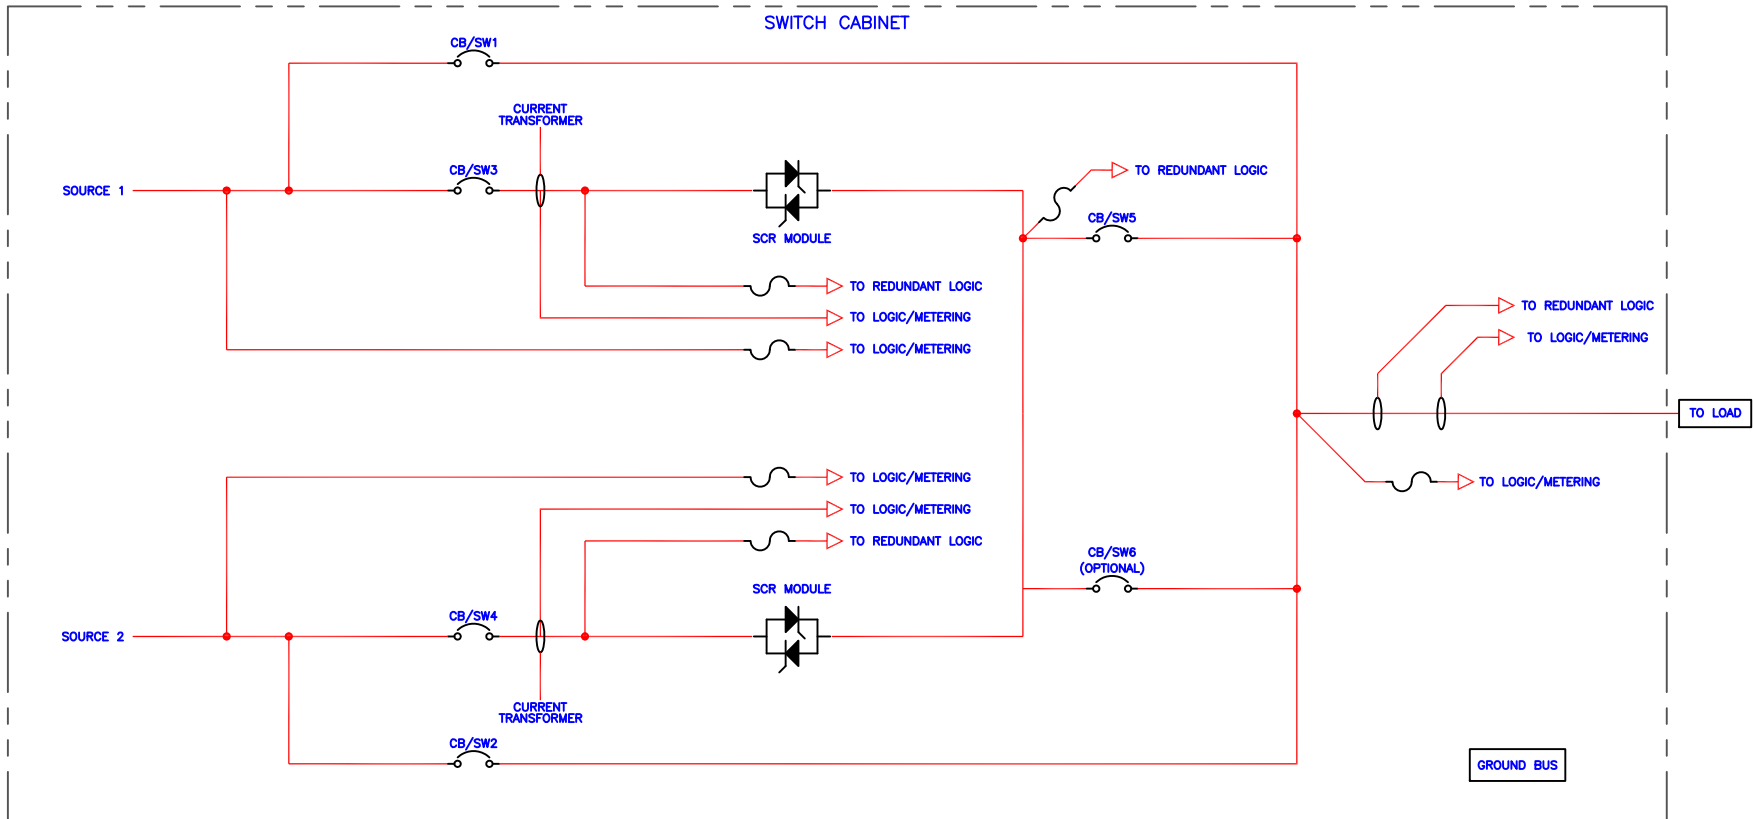 SWITCH CABINET
CB/SW1
CURRENT
TRANSFORMER
CB/SW3
TO REDUNDANT LOGIC
SOURCE 1
CB/SW5
SCR MODULE
TO REDUNDANT LOGIC
TO REDUNDANT LOGIC
TO LOGIC/METERING
TO LOGIC/METERING
TO LOGIC/METERING
TO LOAD
TO LOGIC/METERING
TO LOGIC/METERING
TO LOGIC/METERING
TO REDUNDANT LOGIC
CB/SW6
(OPTIONAL)
SCR MODULE
CB/SW4
SOURCE 2
CURRENT
TRANSFORMER
CB/SW2
GROUND BUS